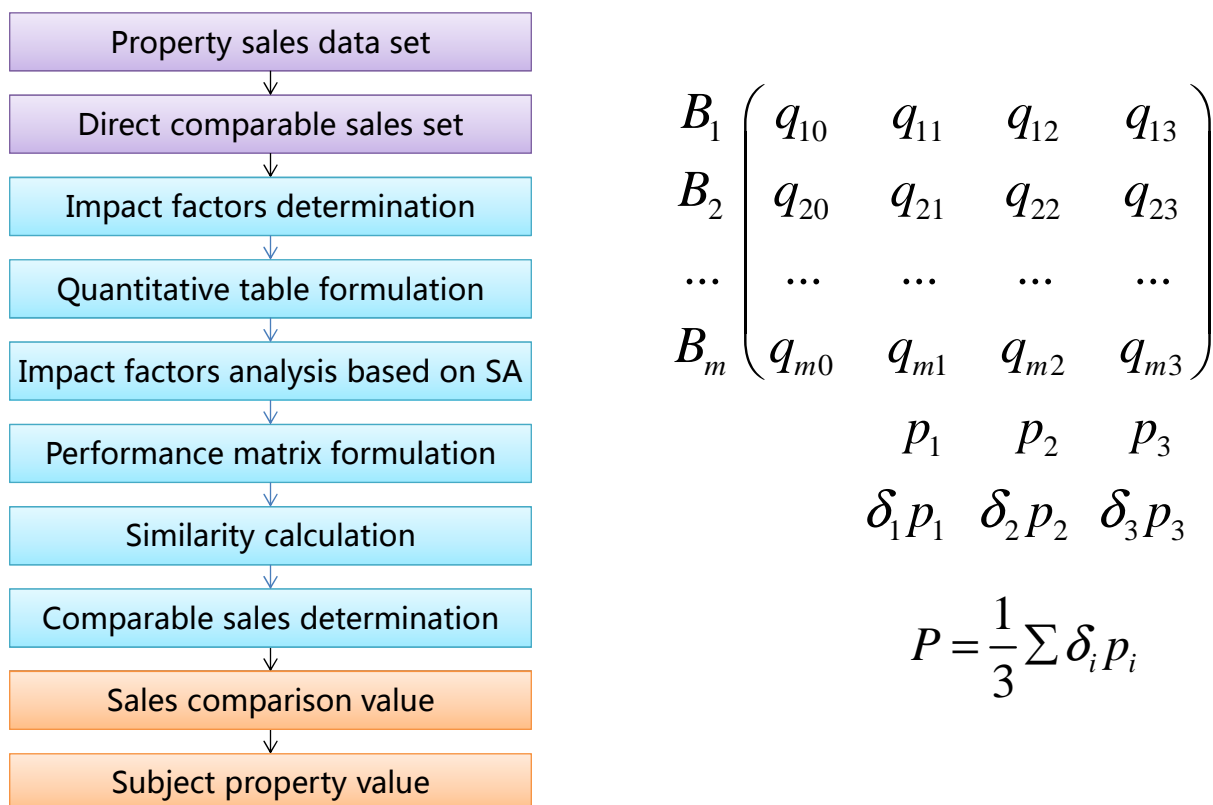 Property sales data set
Direct comparable sales set
Impact factors determination
Quantitative table formulation
Impact factors analysis based on SA
Performance matrix formulation
Similarity calculation
Comparable sales determination
Sales comparison value
Subject property value
B₁ ( q₁₀ q₁₁ q₁₂ q₁₃ )
B₂ q₂₀ q₂₁ q₂₂ q₂₃
... ... ... ... ...
Bₘ qₘ₀ qₘ₁ qₘ₂ qₘ₃
p₁ p₂ p₃
δ₁p₁ δ₂p₂ δ₃p₃
P = 1/3 ∑ δᵢpᵢ